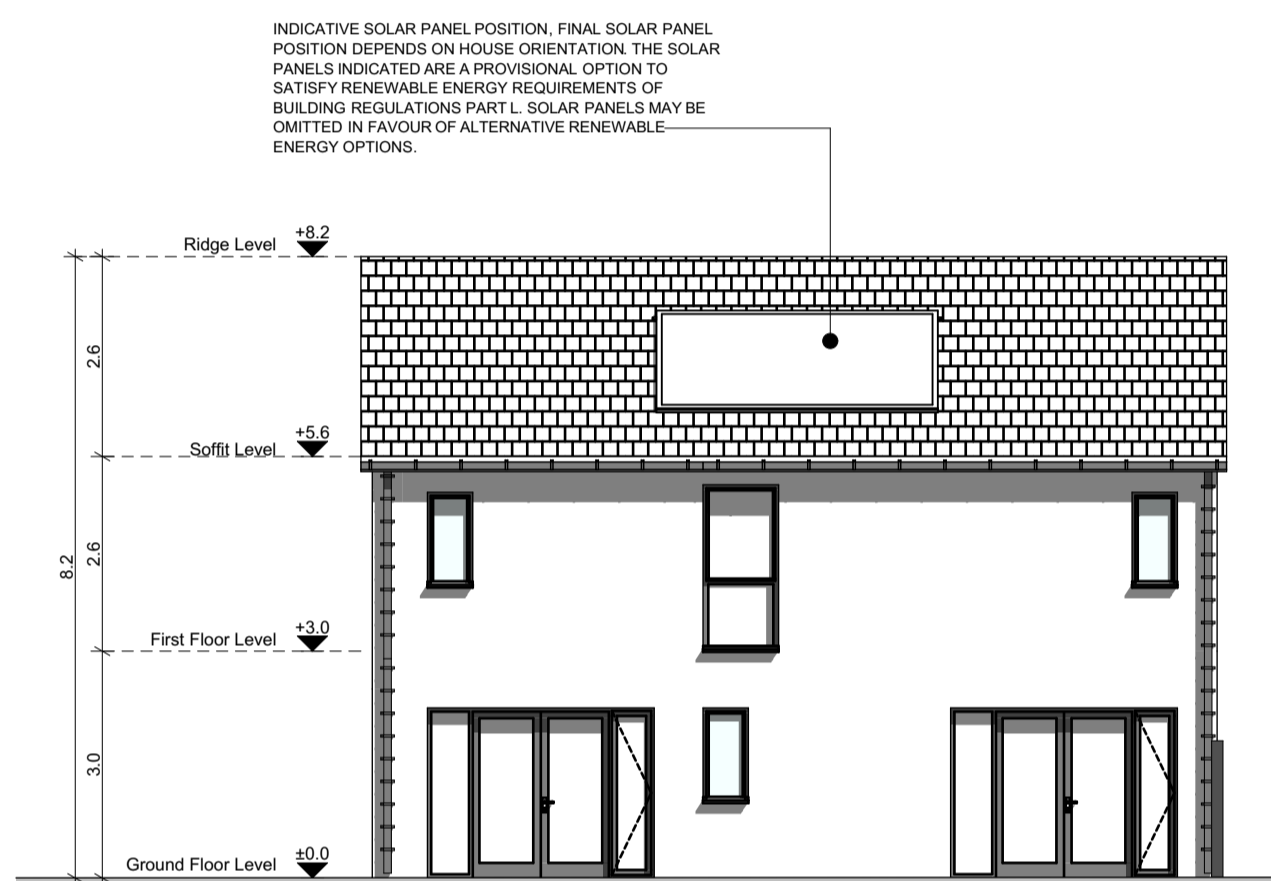 INDICATIVE SOLAR PANEL POSITION, FINAL SOLAR PANEL
POSITION DEPENDS ON HOUSE ORIENTATION. THE SOLAR
PANELS INDICATED ARE A PROVISIONAL OPTION TO
SATISFY RENEWABLE ENERGY REQUIREMENTS OF
BUILDING REGULATIONS PART L. SOLAR PANELS MAY BE
OMITTED IN FAVOUR OF ALTERNATIVE RENEWABLE
ENERGY OPTIONS.
Ridge Level +8.2
2.6
Soffit Level +5.6
8.2
2.6
First Floor Level +3.0
3.0
Ground Floor Level ±0.0